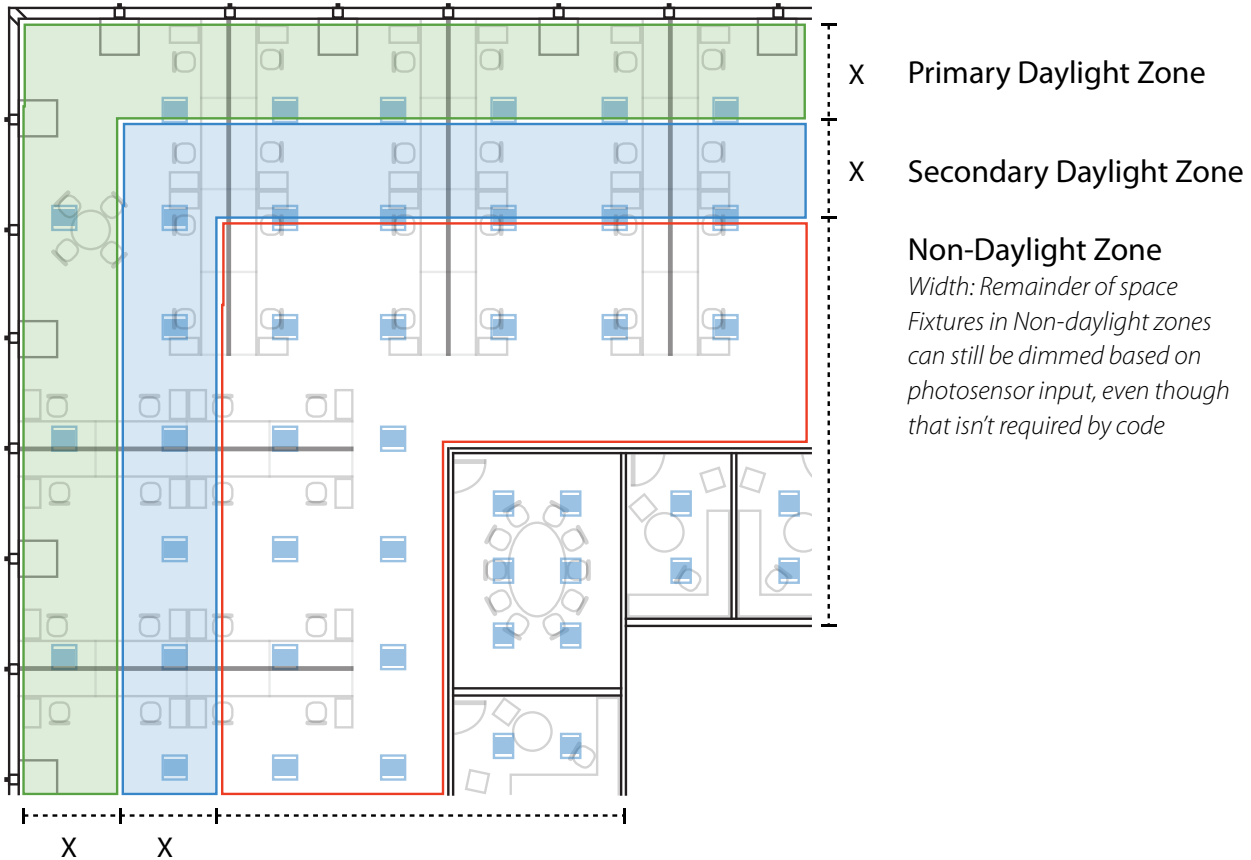 X
Primary Daylight Zone
X
Secondary Daylight Zone
Non-Daylight Zone
Width: Remainder of space
Fixtures in Non-daylight zones
can still be dimmed based on
photosensor input, even though
that isn’t required by code
X
X